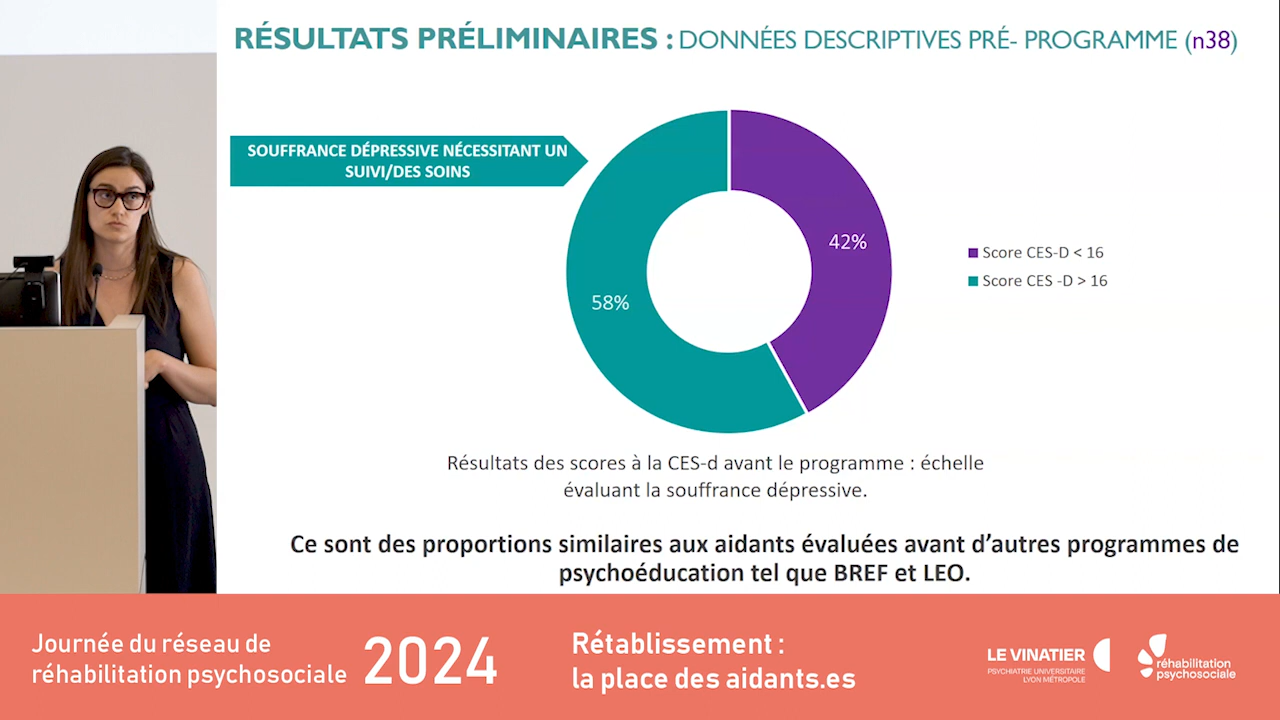 RÉSULTATS PRÉLIMINAIRES : DONNÉES DESCRIPTIVES PRÉ- PROGRAMME (n38)
SOUFFRANCE DÉPRESSIVE NÉCESSITANT UN
SUIVI/DES SOINS
42%
58%
Score CES-D < 16
Score CES -D > 16
Résultats des scores à la CES-d avant le programme : échelle
évaluant la souffrance dépressive.
Ce sont des proportions similaires aux aidants évaluées avant d’autres programmes de
psychoéducation tel que BREF et LEO.
Journée du réseau de
réhabilitation psychosociale
2024
Rétablissement :
la place des aidants.es
LE VINATIER
PSYCHIATRIE UNIVERSITAIRE
LYON MÉTROPOLE
réhabilitation
psychosociale